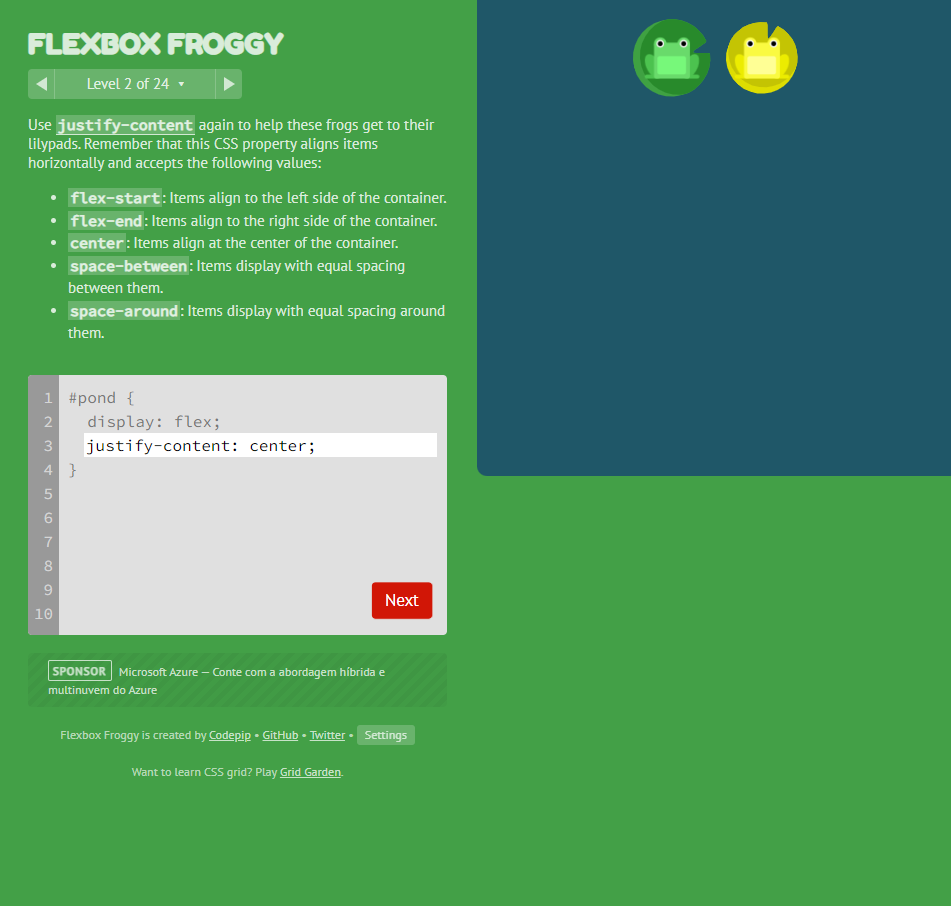 FLEXBOX FROGGY
Level 2 of 24
Use justify-content again to help these frogs get to their
lilypads. Remember that this CSS property aligns items
horizontally and accepts the following values:
• flex-start: Items align to the left side of the container.
• flex-end: Items align to the right side of the container.
• center: Items align at the center of the container.
• space-between: Items display with equal spacing
between them.
• space-around: Items display with equal spacing around
them.
1 #pond {
2 display: flex;
3 justify-content: center;
4 }
5
6
7
8
9
10
Next
SPONSOR Microsoft Azure — Conte com a abordagem híbrida e
multinuvem do Azure
Flexbox Froggy is created by Codepip • GitHub • Twitter • Settings
Want to learn CSS grid? Play Grid Garden.